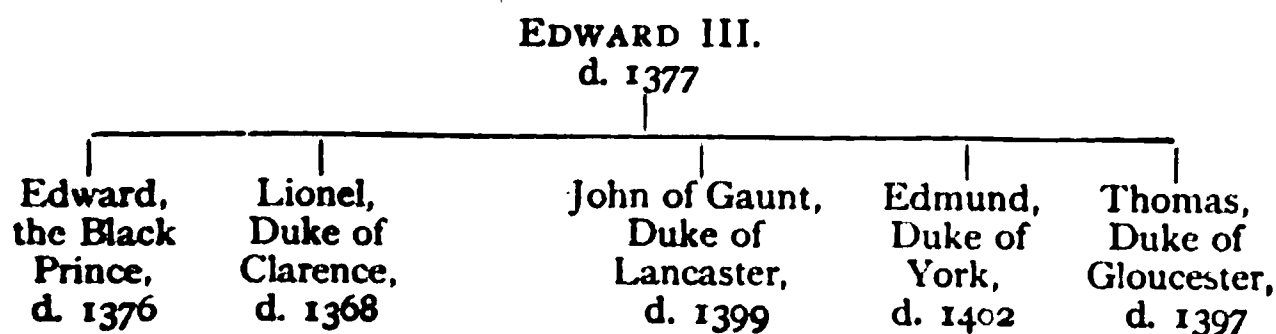 EDWARD III.
d. 1377
Edward,
the Black
Prince,
d. 1376
Lionel,
Duke of
Clarence,
d. 1368
John of Gaunt,
Duke of
Lancaster,
d. 1399
Edmund,
Duke of
York,
d. 1402
Thomas,
Duke of
Gloucester,
d. 1397